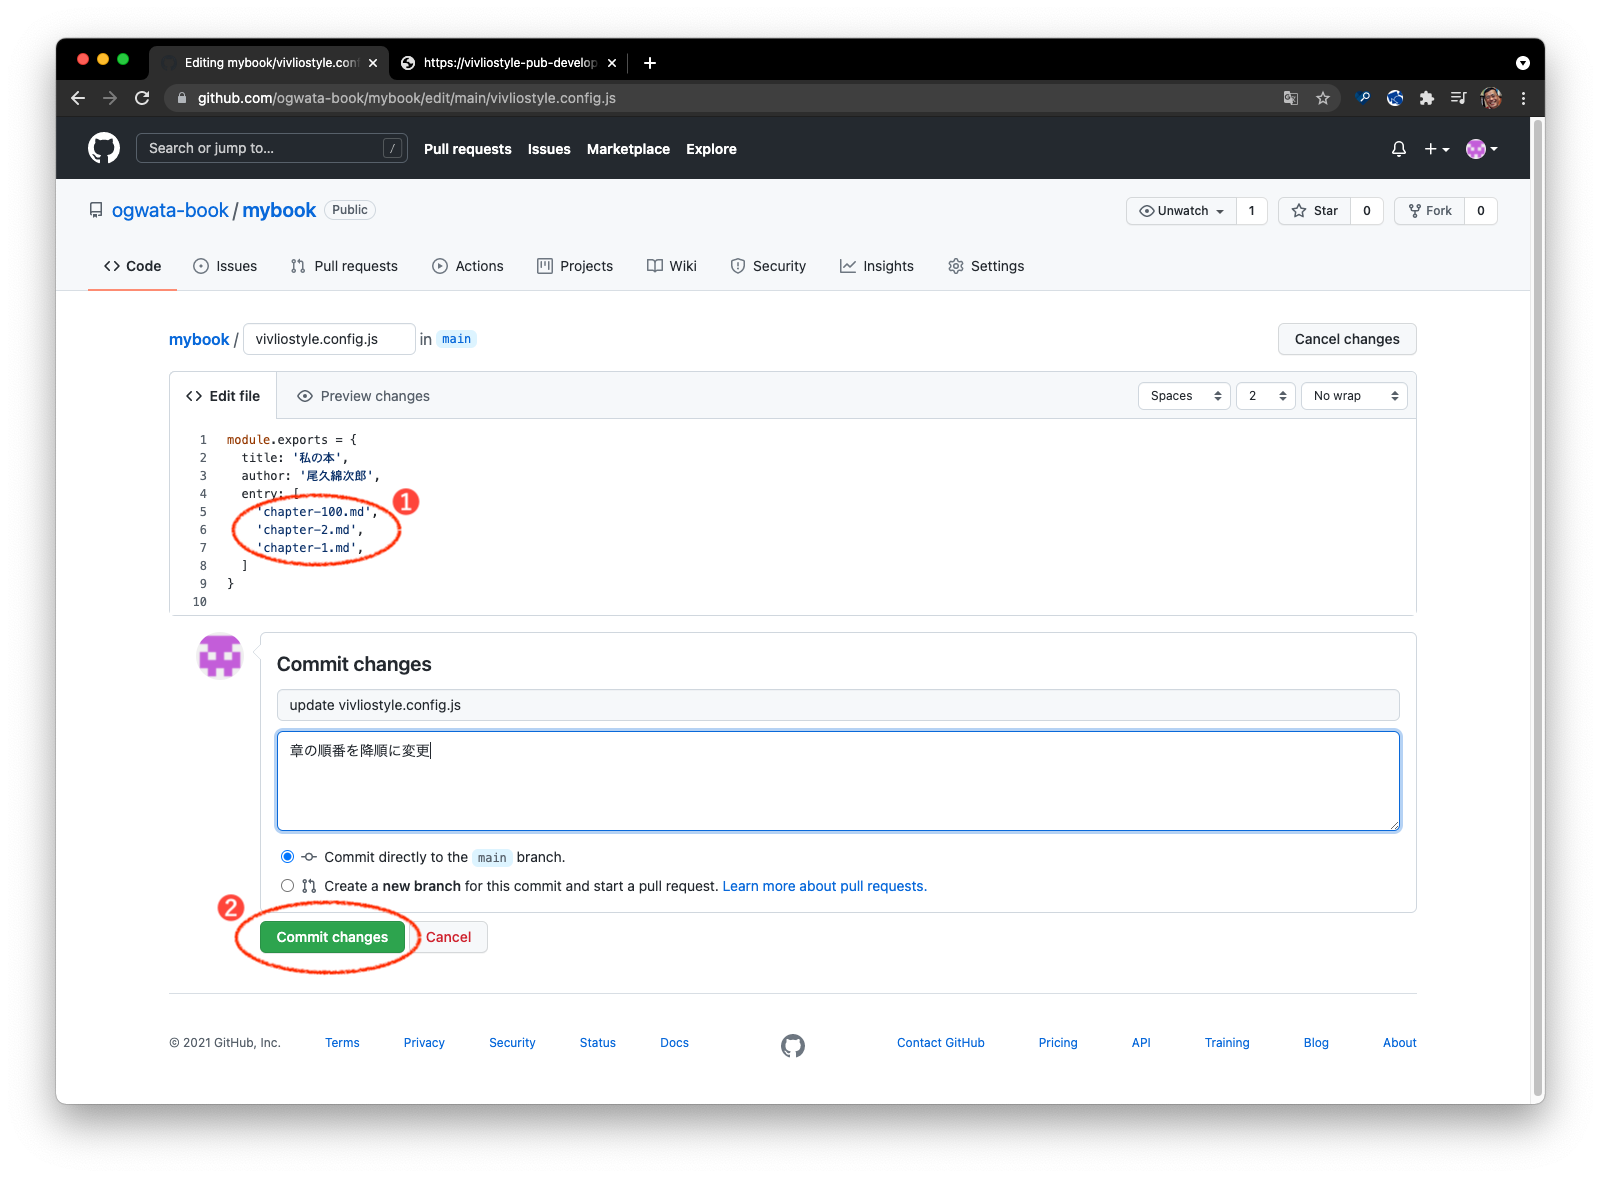 Editing mybook/vivliostyle.con
https://vivliostyle-pub-develop
github.com/ogwata-book/mybook/edit/main/vivliostyle.config.js
Search or jump to...
/
Pull requests
Issues
Marketplace
Explore
ogwata-book / mybook
Public
Unwatch
1
Star
0
Fork
0
Code
Issues
Pull requests
Actions
Projects
Wiki
Security
Insights
Settings
mybook / vivliostyle.config.js in main
Cancel changes
Edit file
Preview changes
Spaces
2
No wrap
1 module.exports = {
2 title: '私の本',
3 author: '尾久綿次郎',
4 entry: [
5 'chapter-100.md',
6 'chapter-2.md',
7 'chapter-1.md',
8 ]
9 }
10
1
Commit changes
update vivliostyle.config.js
章の順番を降順に変更
Commit directly to the main branch.
Create a new branch for this commit and start a pull request. Learn more about pull requests.
2
Commit changes
Cancel
© 2021 GitHub, Inc.
Terms
Privacy
Security
Status
Docs
Contact GitHub
Pricing
API
Training
Blog
About